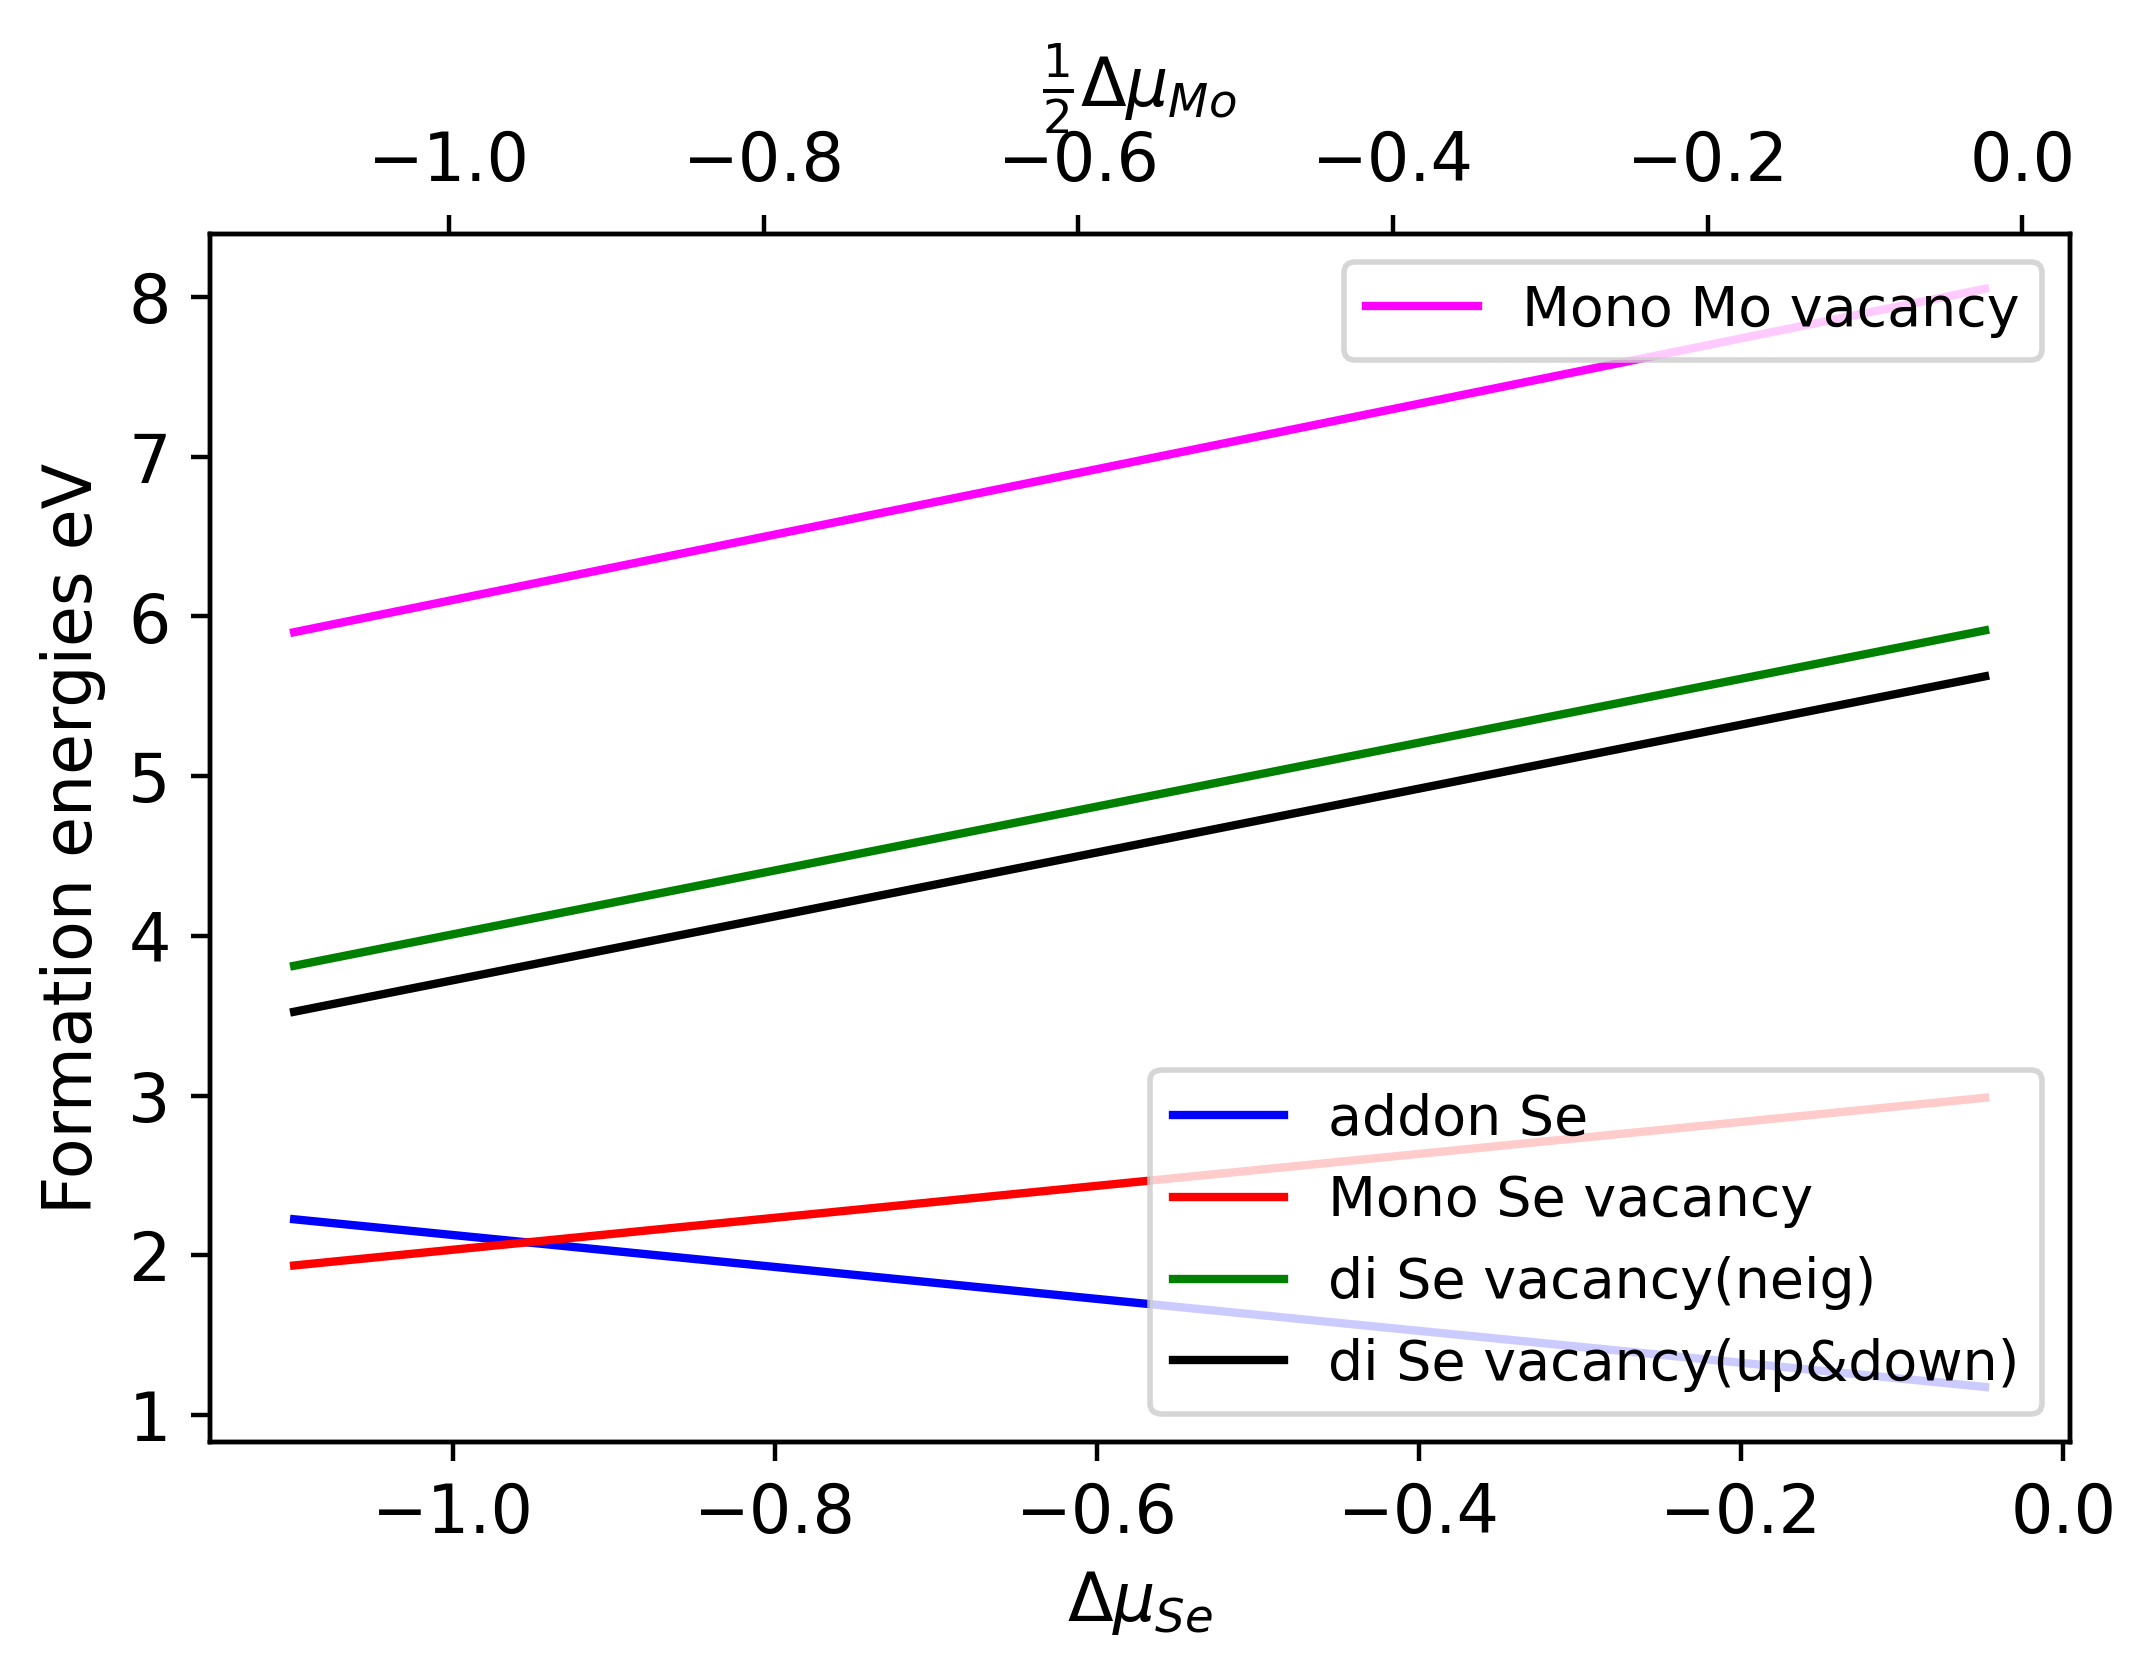 ½Δμ_Mo
−1.0 −0.8 −0.6 −0.4 −0.2 0.0
Mono Mo vacancy
8
7
6
5
4
3
2
1
Formation energies eV
addon Se
Mono Se vacancy
di Se vacancy(neig)
di Se vacancy(up&down)
−1.0 −0.8 −0.6 −0.4 −0.2 0.0
Δμ_Se